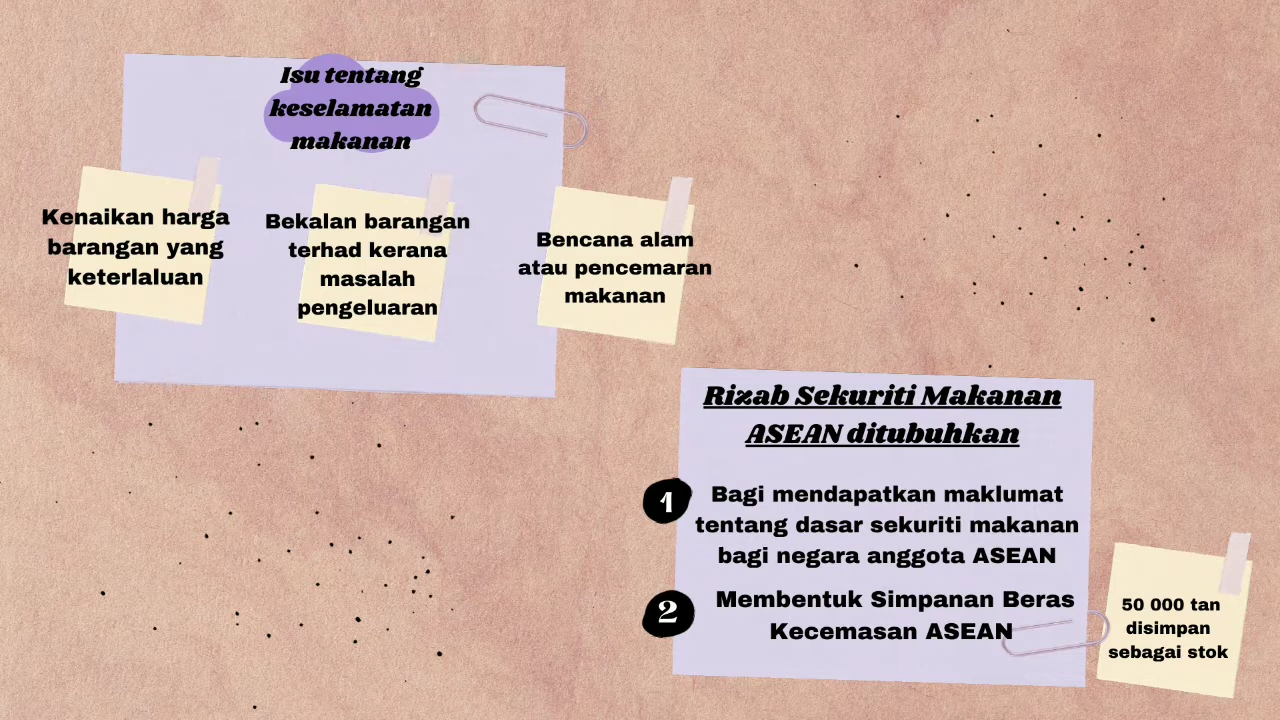 Isu tentang
keselamatan
makanan
Kenaikan harga
barangan yang
keterlaluan
Bekalan barangan
terhad kerana
masalah
pengeluaran
Bencana alam
atau pencemaran
makanan
Rizab Sekuriti Makanan
ASEAN ditubuhkan
1
Bagi mendapatkan maklumat
tentang dasar sekuriti makanan
bagi negara anggota ASEAN
2
Membentuk Simpanan Beras
Kecemasan ASEAN
50 000 tan
disimpan
sebagai stok